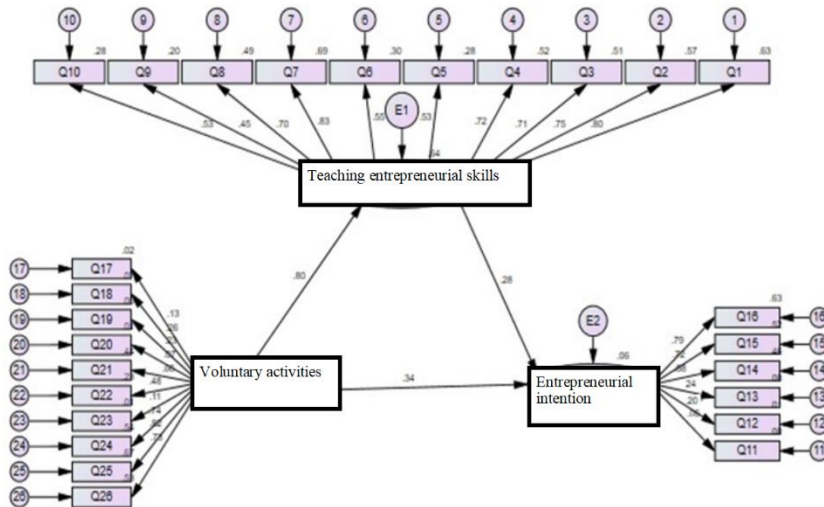 10 9 8 7 6 5 4 3 2 1
.28 .20 .49 .69 .30 .28 .52 .51 .57 .63
Q10 Q9 Q8 Q7 Q6 Q5 Q4 Q3 Q2 Q1
E1
.53 .45 .70 .83 .55 .53 .72 .71 .75 .80
.64
Teaching entrepreneurial skills
.80
.28
.34
.02
17 Q17
18 Q18
19 Q19
20 Q20
21 Q21
22 Q22
23 Q23
24 Q24
25 Q25
26 Q26
.13
.26
.48
.11
.74
Voluntary activities
E2
.06
Entrepreneurial
intention
.63
Q16 16
Q15 15
Q14 14
Q13 13
Q12 12
Q11 11
.79
.72
.24
.20